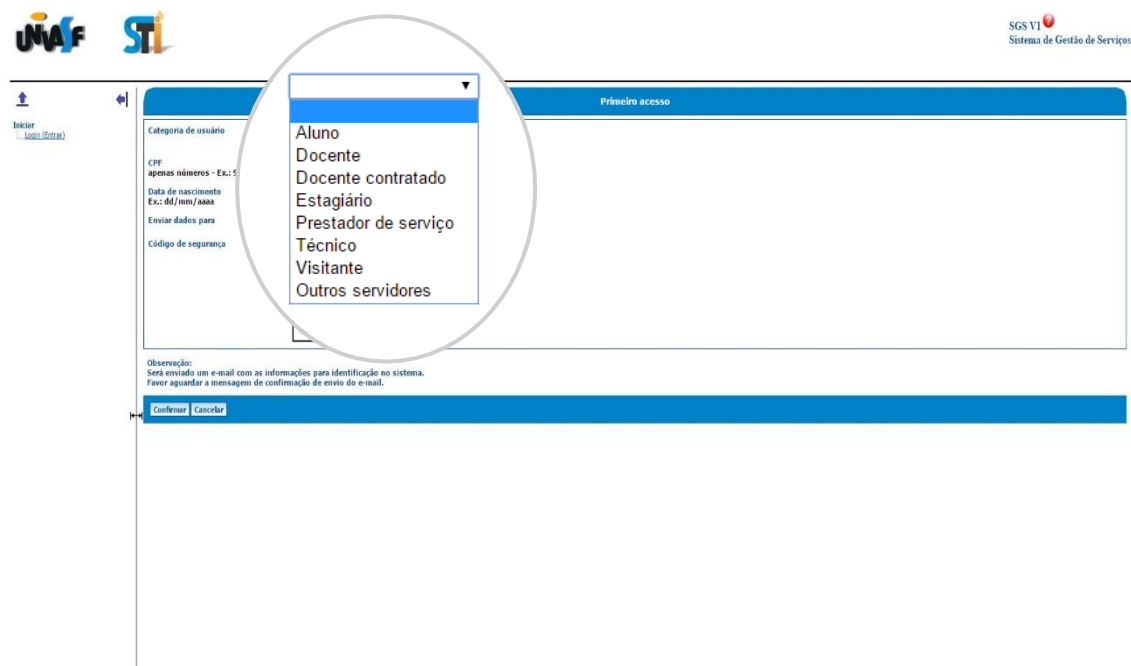 UNIVASF
STI
SGS V1
Sistema de Gestão de Serviços
Primeiro acesso
Iniciar
Login (Entrar)
Categoria de usuário
Aluno
Docente
Docente contratado
Estagiário
Prestador de serviço
Técnico
Visitante
Outros servidores
CPF
apenas números - Ex.: 9
Data de nascimento
Ex.: dd/mm/aaaa
Enviar dados para
Código de segurança
Observação:
Será enviado um e-mail com as informações para identificação no sistema.
Favor aguardar a mensagem de confirmação de envio do e-mail.
Confirmar Cancelar